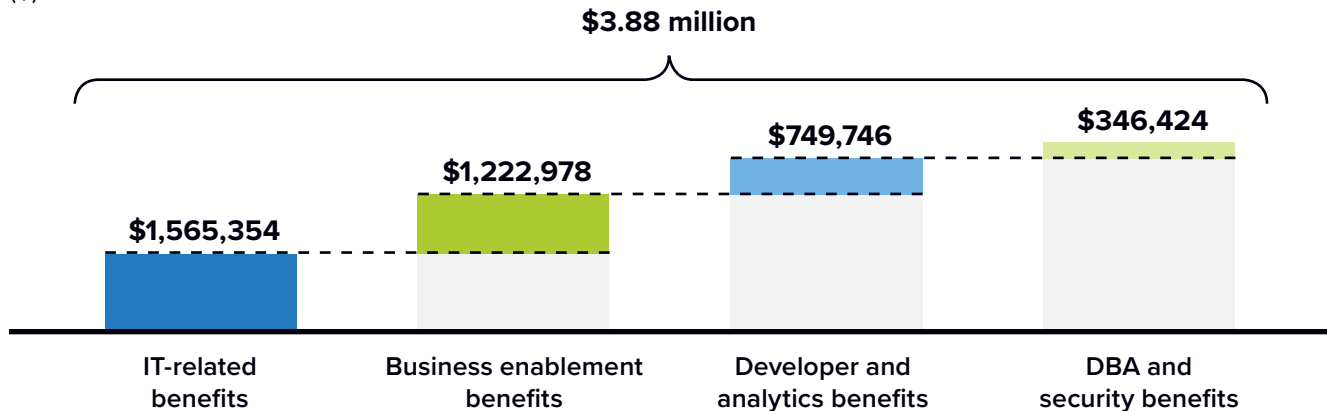 $3.88 million
$346,424
$749,746
$1,222,978
$1,565,354
IT-related
benefits
Business enablement
benefits
Developer and
analytics benefits
DBA and
security benefits